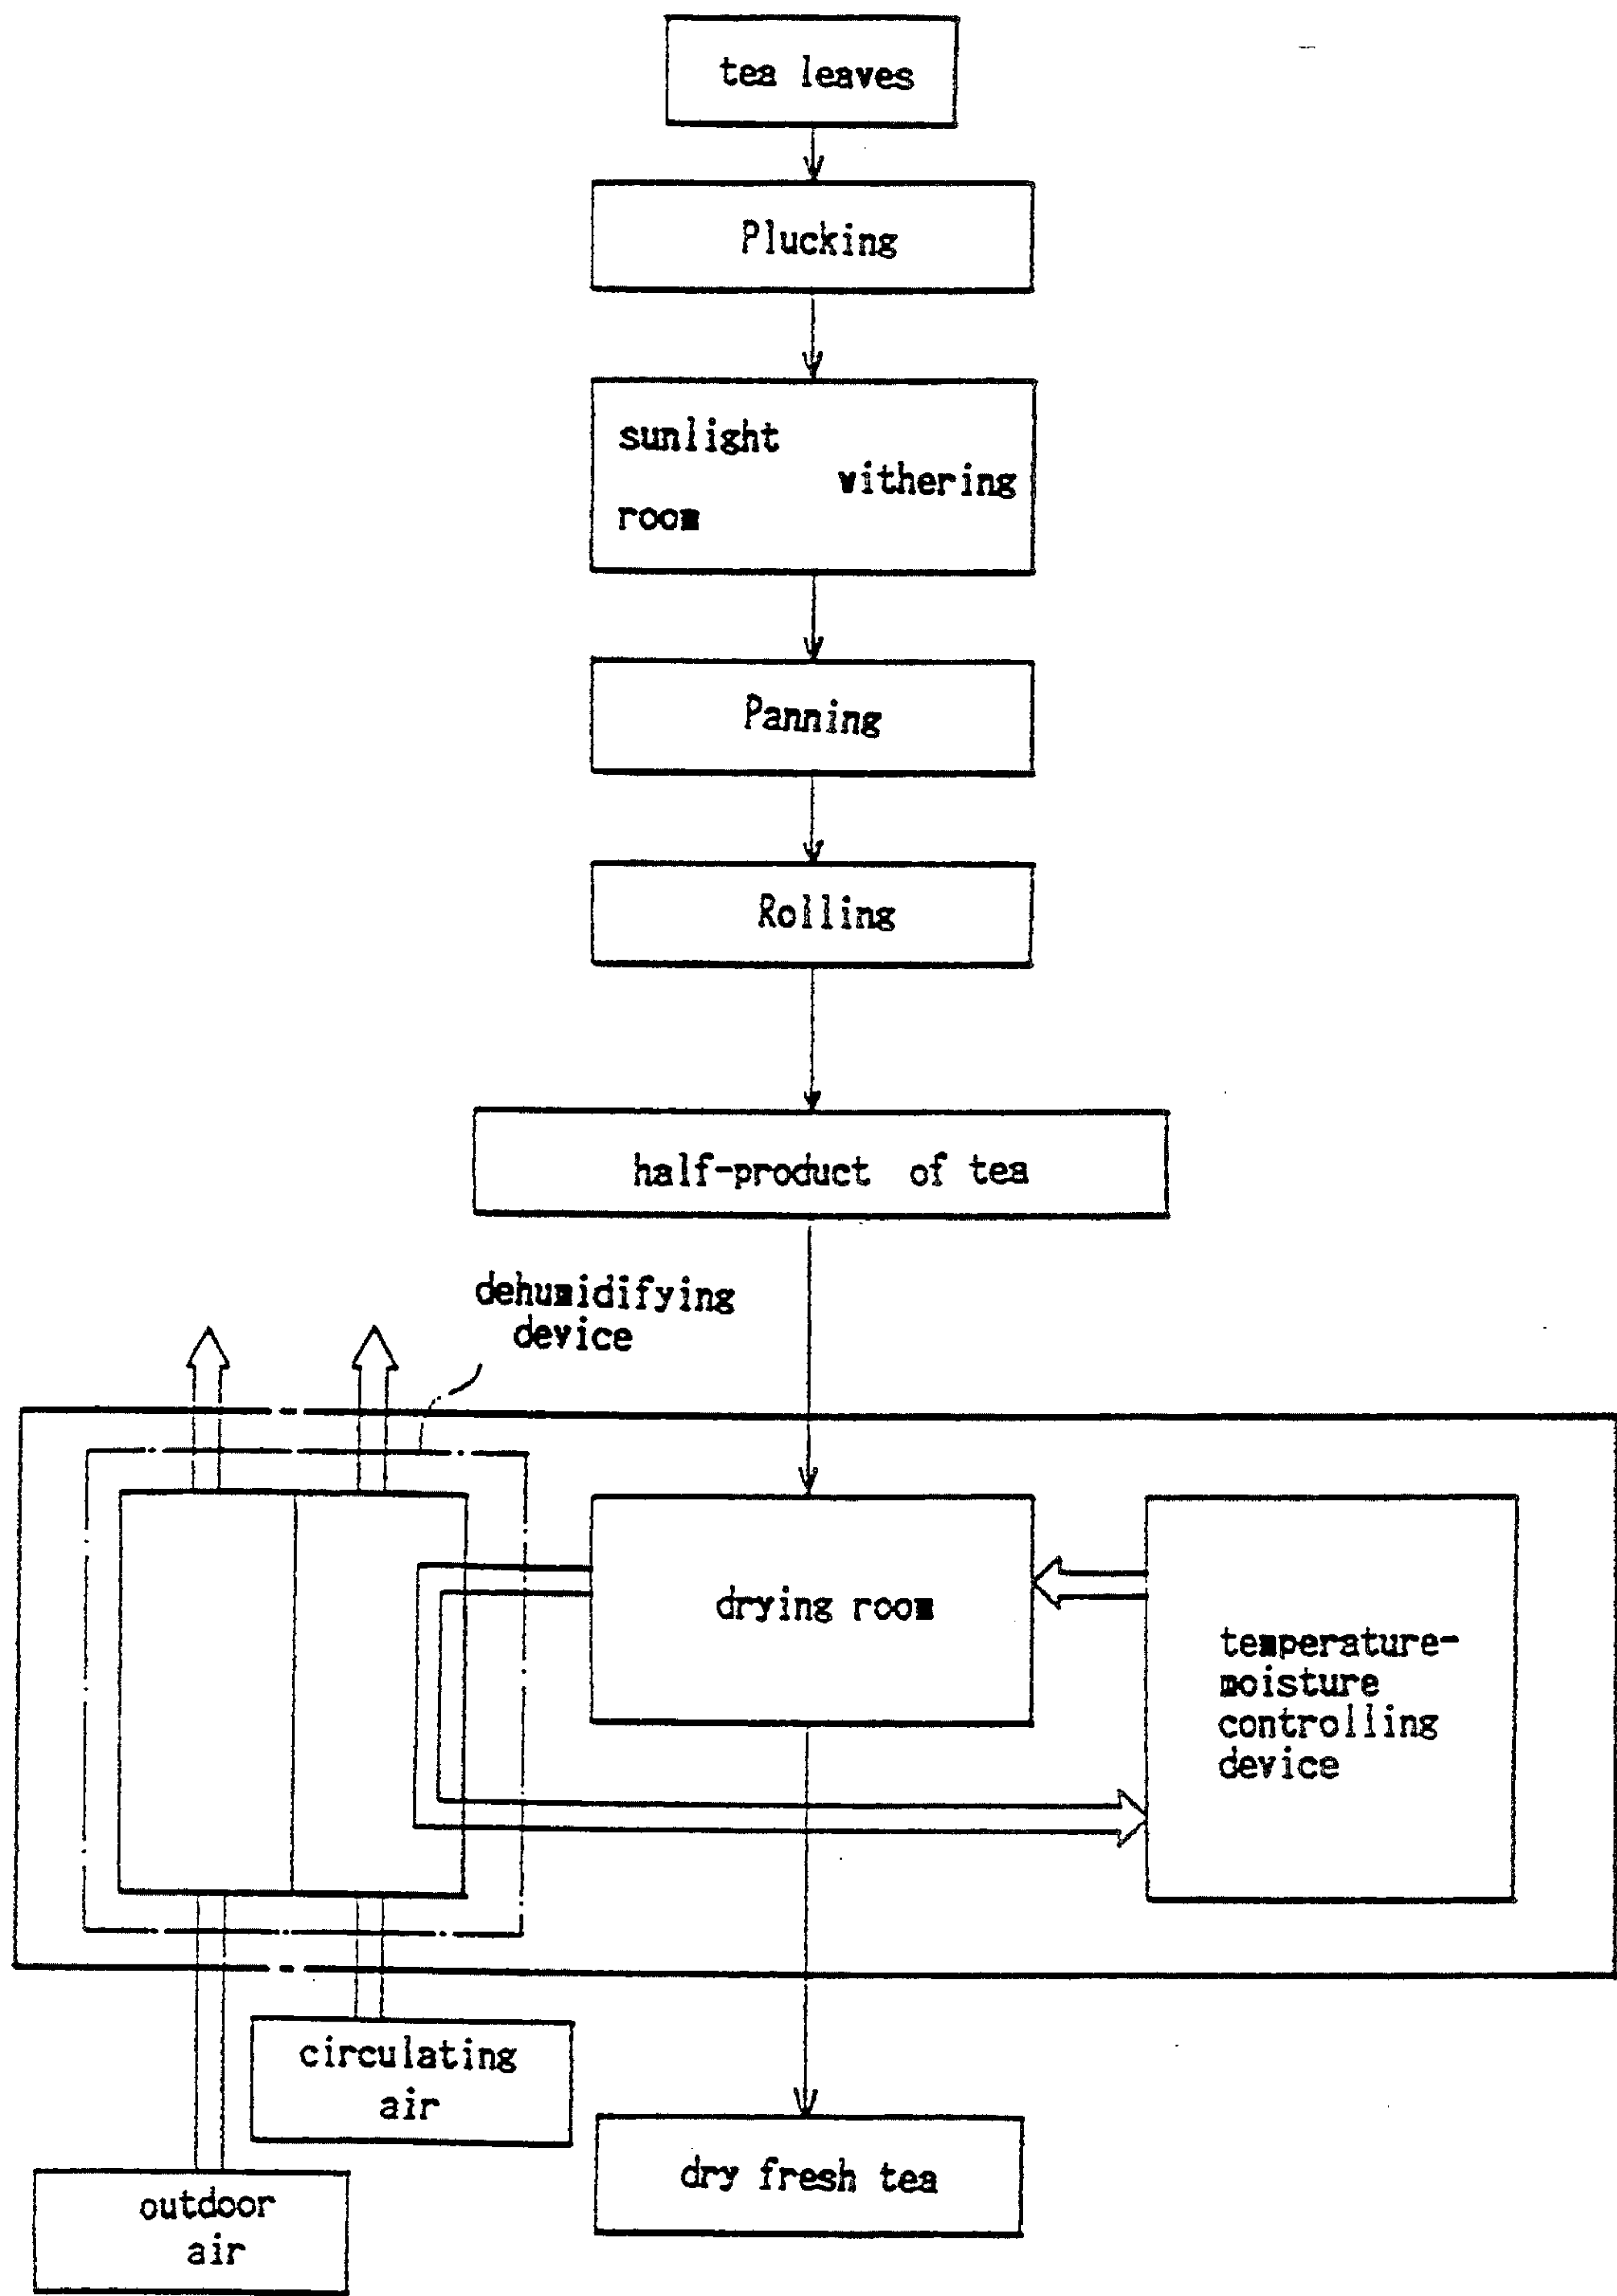 tea leaves
Plucking
sunlight
withering
room
Panning
Rolling
half-product of tea
dehumidifying
device
drying room
temperature-
moisture
controlling
device
circulating
air
dry fresh tea
outdoor
air